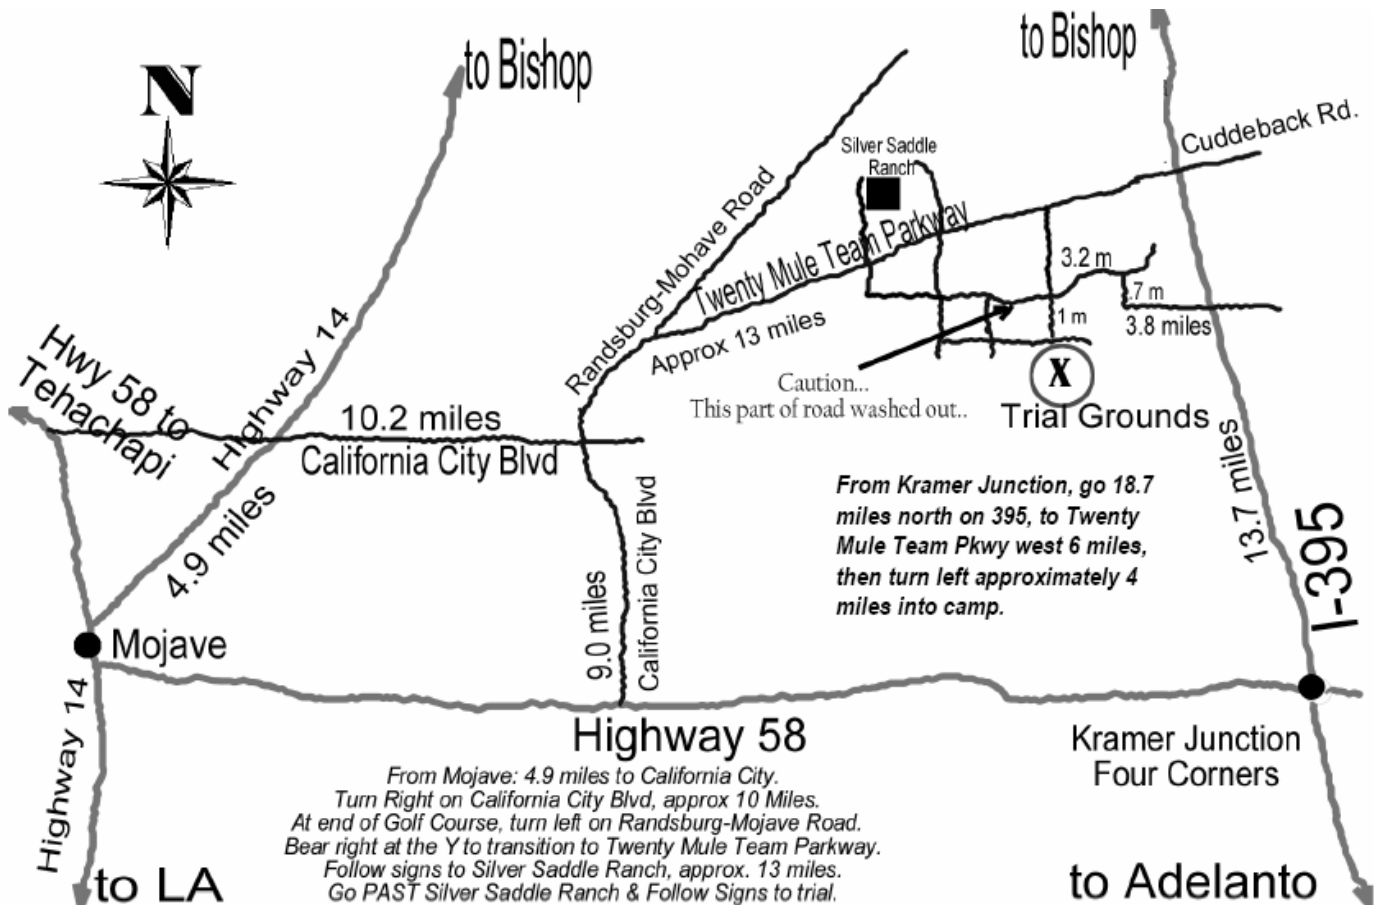 N
to Bishop
to Bishop
Cuddeback Rd.
Silver Saddle
Ranch
Randsburg-Mohave Road
Twenty Mule Team Parkway
Approx 13 miles
3.2 m
.7 m
1 m
3.8 miles
Caution...
This part of road washed out..
X
Trial Grounds
Hwy 58 to
Tehachapi
Highway 14
10.2 miles
California City Blvd
4.9 miles
9.0 miles
California City Blvd
From Kramer Junction, go 18.7
miles north on 395, to Twenty
Mule Team Pkwy west 6 miles,
then turn left approximately 4
miles into camp.
13.7 miles
I-395
Mojave
Highway 14
Highway 58
Kramer Junction
Four Corners
From Mojave: 4.9 miles to California City.
Turn Right on California City Blvd, approx 10 Miles.
At end of Golf Course, turn left on Randsburg-Mojave Road.
Bear right at the Y to transition to Twenty Mule Team Parkway.
Follow signs to Silver Saddle Ranch, approx. 13 miles.
Go PAST Silver Saddle Ranch & Follow Signs to trial.
to LA
to Adelanto